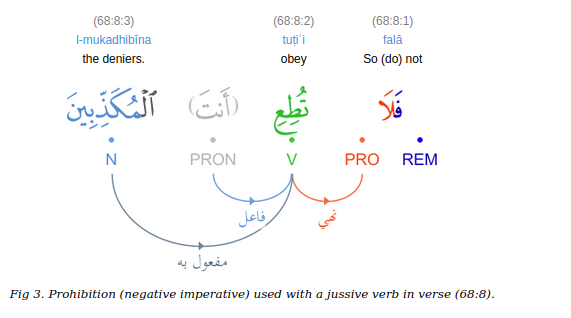 (68:8:3) (68:8:2) (68:8:1)
l-mukadhibīna tuṭiʿi falā
the deniers. obey So (do) not
فَلَا تُطِعِ (أَنتَ) ٱلْمُكَذِّبِينَ
N PRON V PRO REM
فاعل نهي
مفعول به
Fig 3. Prohibition (negative imperative) used with a jussive verb in verse (68:8).